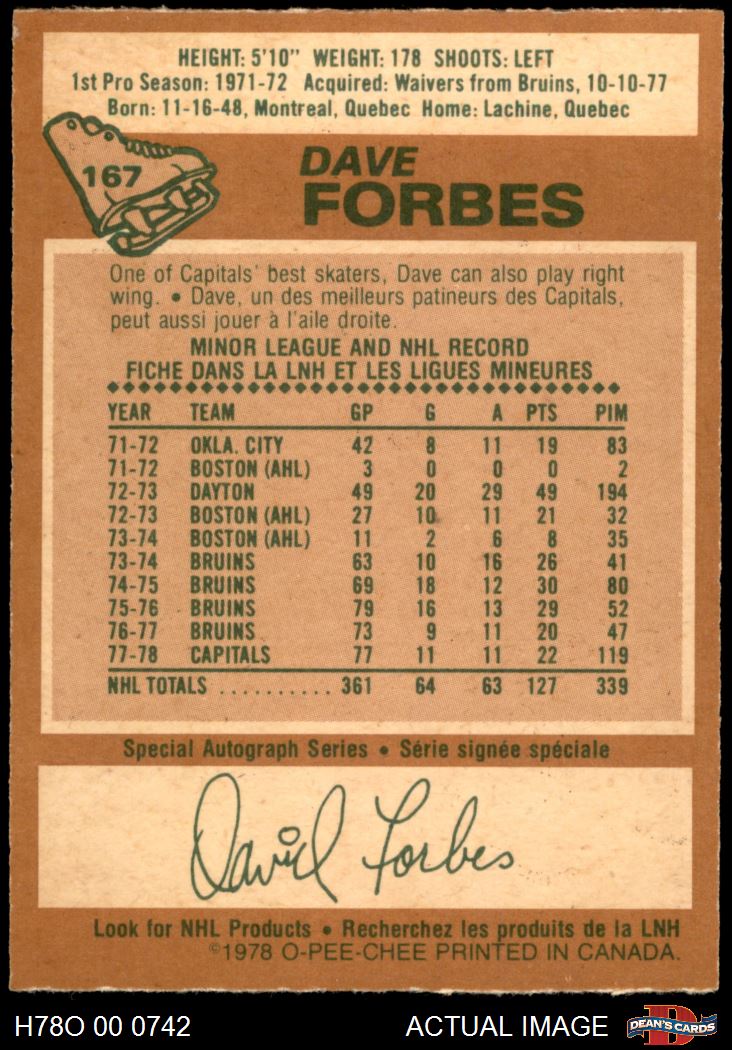 HEIGHT: 5'10" WEIGHT: 178 SHOOTS: LEFT
1st Pro Season: 1971-72 Acquired: Waivers from Bruins, 10-10-77
Born: 11-16-48, Montreal, Quebec Home: Lachine, Quebec
167
DAVE
FORBES
One of Capitals' best skaters, Dave can also play right
wing. • Dave, un des meilleurs patineurs des Capitals,
peut aussi jouer à l'aile droite.
MINOR LEAGUE AND NHL RECORD
FICHE DANS LA LNH ET LES LIGUES MINEURES
YEAR TEAM GP G A PTS PIM
71-72 OKLA. CITY 42 8 11 19 83
71-72 BOSTON (AHL) 3 0 0 0 2
72-73 DAYTON 49 20 29 49 194
72-73 BOSTON (AHL) 27 10 11 21 32
73-74 BOSTON (AHL) 11 2 6 8 35
73-74 BRUINS 63 10 16 26 41
74-75 BRUINS 69 18 12 30 80
75-76 BRUINS 79 16 13 29 52
76-77 BRUINS 73 9 11 20 47
77-78 CAPITALS 77 11 11 22 119
NHL TOTALS .......... 361 64 63 127 339
Special Autograph Series • Série signée spéciale
David Forbes
Look for NHL Products • Recherchez les produits de la LNH
©1978 O-PEE-CHEE PRINTED IN CANADA.
H78O 00 0742 ACTUAL IMAGE D DEAN'S CARDS